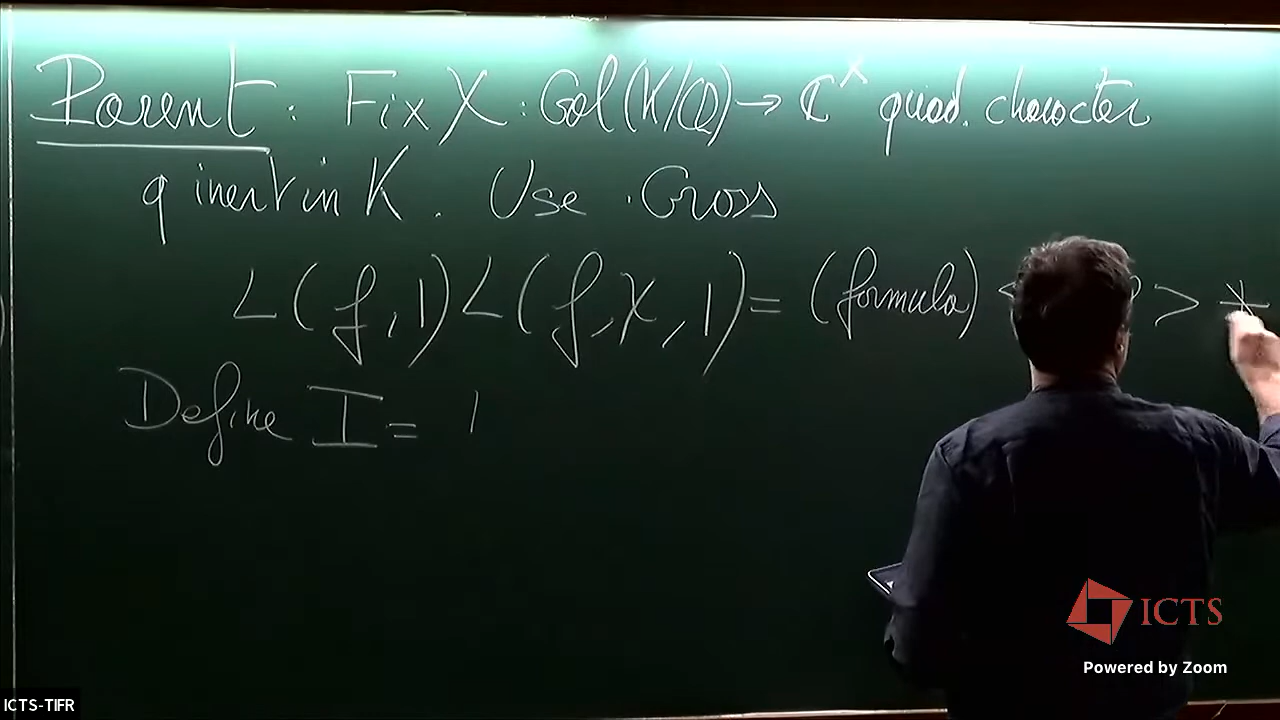 Parent : Fix χ : Gal(K/Q) → ℂ^× quad. character
q inert in K. Use Gross
L(f,1)L(f,χ,1)= (formula) < > *
Define I =
ICTS
Powered by Zoom
ICTS-TIFR